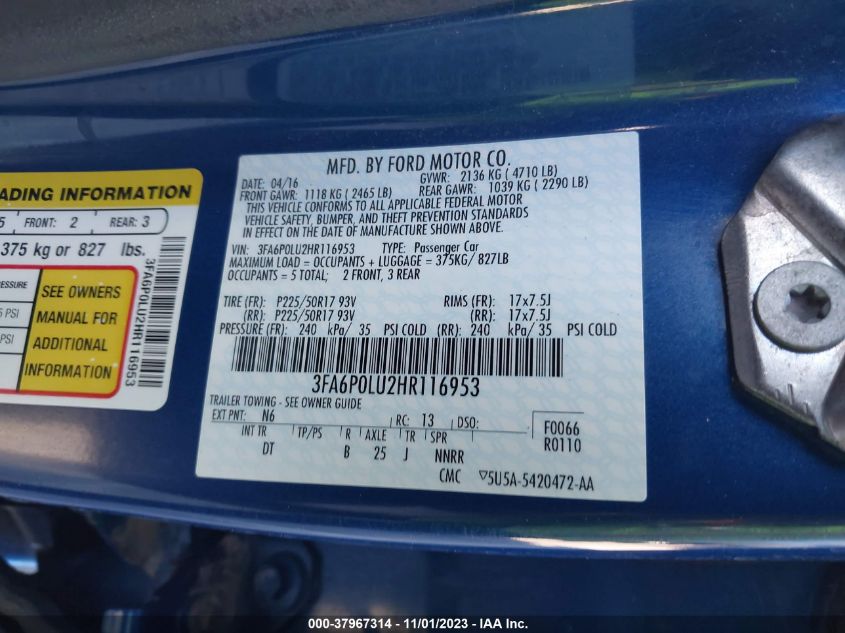 ADING INFORMATION
5 FRONT: 2 REAR: 3
375 kg or 827 lbs.
ESSURE
PSI
PSI
SEE OWNERS
MANUAL FOR
ADDITIONAL
INFORMATION
3FA6P0LU2HR116953
MFD. BY FORD MOTOR CO.
DATE: 04/16 GVWR: 2136 KG ( 4710 LB)
FRONT GAWR: 1118 KG ( 2465 LB) REAR GAWR: 1039 KG ( 2290 LB)
THIS VEHICLE CONFORMS TO ALL APPLICABLE FEDERAL MOTOR
VEHICLE SAFETY, BUMPER, AND THEFT PREVENTION STANDARDS
IN EFFECT ON THE DATE OF MANUFACTURE SHOWN ABOVE.
VIN: 3FA6P0LU2HR116953 TYPE: Passenger Car
MAXIMUM LOAD = OCCUPANTS + LUGGAGE = 375KG/ 827LB
OCCUPANTS = 5 TOTAL; 2 FRONT, 3 REAR
TIRE (FR): P225/50R17 93V RIMS (FR): 17x7.5J
(RR): P225/50R17 93V (RR): 17x7.5J
PRESSURE (FR): 240 kPa/ 35 PSI COLD (RR): 240 kPa/ 35 PSI COLD
3FA6P0LU2HR116953
TRAILER TOWING - SEE OWNER GUIDE
EXT PNT: N6 RC: 13 DSO: F0066
R0110
INT TR TP/PS R AXLE TR SPR
DT B 25 J NNRR
CMC ▽5U5A-5420472-AA
000-37967314 - 11/01/2023 - IAA Inc.